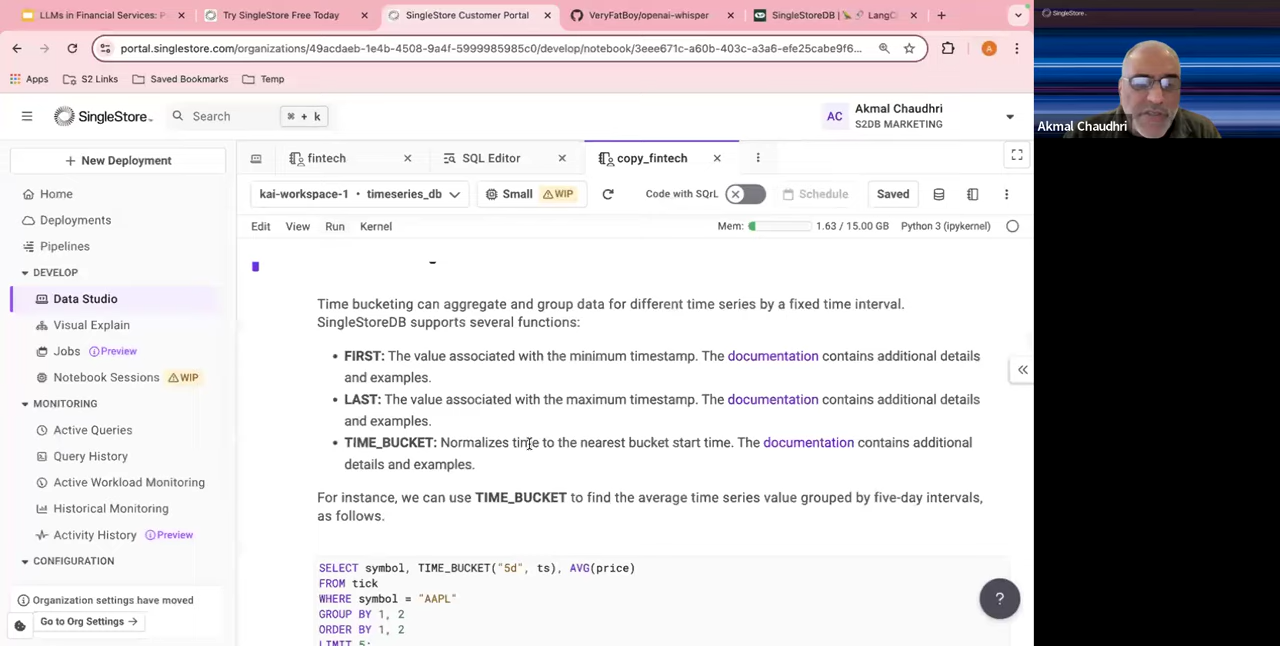 LLMs in Financial Services: P
Try SingleStore Free Today
SingleStore Customer Portal
VeryFatBoy/openai-whisper
SingleStoreDB | 🦜️🔗 LangC
portal.singlestore.com/organizations/49acdaeb-1e4b-4508-9a4f-5999985985c0/develop/notebook/3eee671c-a60b-403c-a3a6-efe25cabe9f6...
A
Apps
S2 Links
Saved Bookmarks
Temp
SingleStore
SingleStore
Search
⌘ + k
AC
Akmal Chaudhri
S2DB MARKETING
Akmal Chaudhri
+ New Deployment
Home
Deployments
Pipelines
DEVELOP
Data Studio
Visual Explain
Jobs Preview
Notebook Sessions WIP
MONITORING
Active Queries
Query History
Active Workload Monitoring
Historical Monitoring
Activity History Preview
CONFIGURATION
Organization settings have moved
Go to Org Settings →
fintech
SQL Editor
copy_fintech
kai-workspace-1 • timeseries_db
Small WIP
Code with SQrL
Schedule
Saved
Edit View Run Kernel
Mem: 1.63 / 15.00 GB
Python 3 (ipykernel)
Time bucketing can aggregate and group data for different time series by a fixed time interval.
SingleStoreDB supports several functions:
• FIRST: The value associated with the minimum timestamp. The documentation contains additional details
and examples.
• LAST: The value associated with the maximum timestamp. The documentation contains additional details
and examples.
• TIME_BUCKET: Normalizes time to the nearest bucket start time. The documentation contains additional
details and examples.
For instance, we can use TIME_BUCKET to find the average time series value grouped by five-day intervals,
as follows.
SELECT symbol, TIME_BUCKET("5d", ts), AVG(price)
FROM tick
WHERE symbol = "AAPL"
GROUP BY 1, 2
ORDER BY 1, 2
LIMIT 5;
?